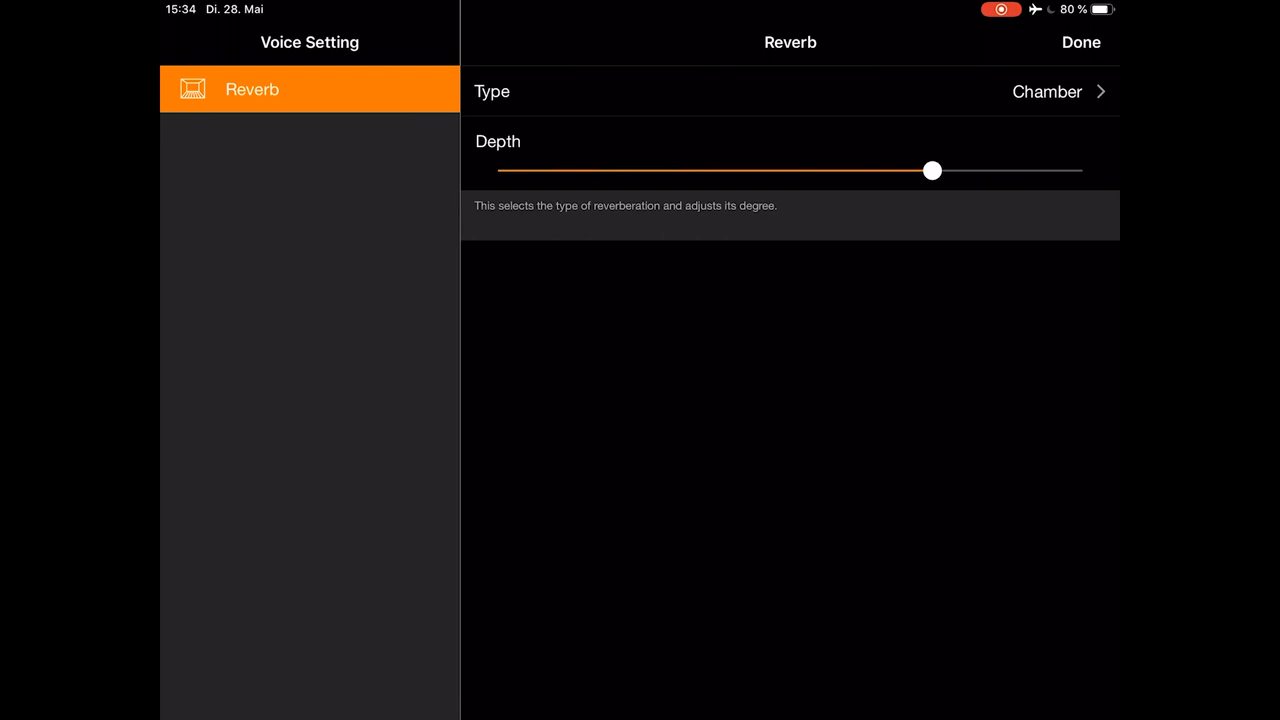 15:34 Di. 28. Mai
80 %
Voice Setting
Reverb
Reverb
Done
Type
Chamber
Depth
This selects the type of reverberation and adjusts its degree.